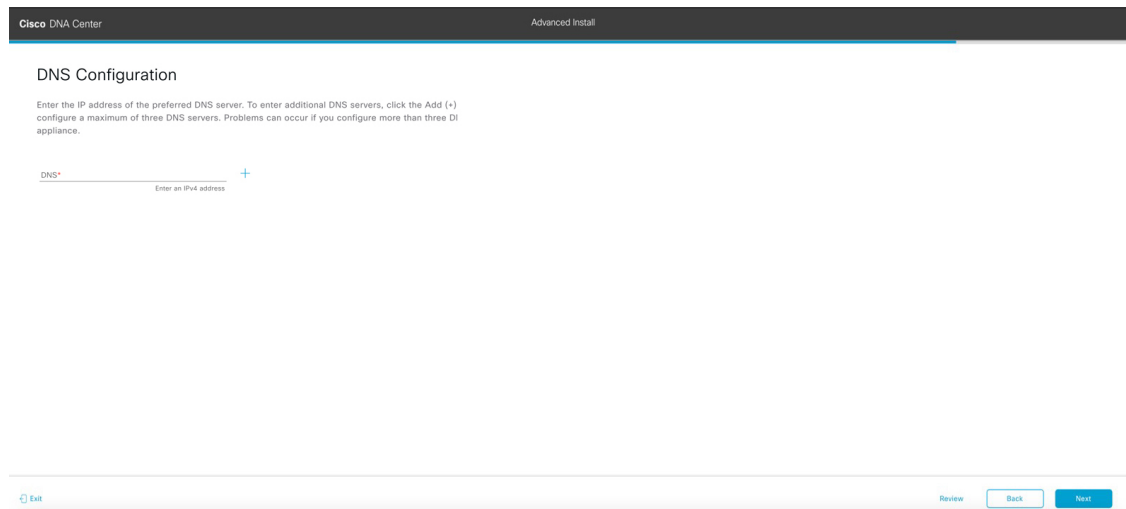 Cisco DNA Center
Advanced Install
DNS Configuration
Enter the IP address of the preferred DNS server. To enter additional DNS servers, click the Add (+)
configure a maximum of three DNS servers. Problems can occur if you configure more than three DI
appliance.
DNS*
+
Enter an IPv4 address
Exit
Review
Back
Next